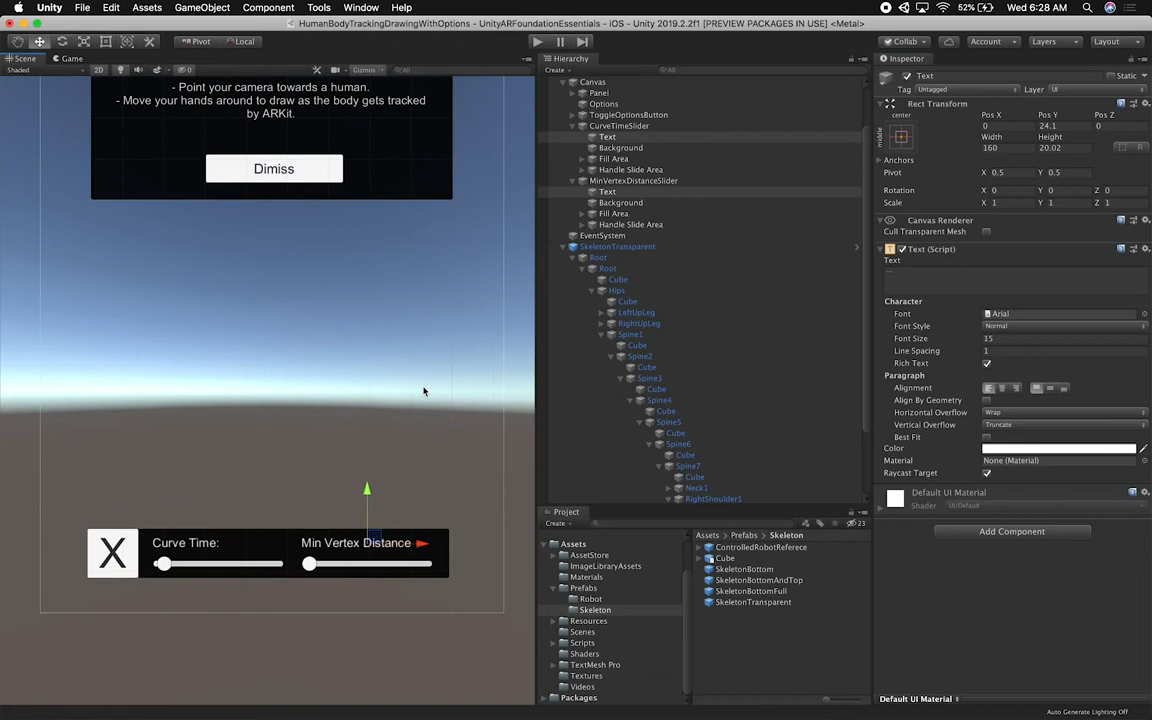 Unity File Edit Assets GameObject Component Tools Window Help 52% Wed 6:28 AM
HumanBodyTrackingDrawingWithOptions - UnityARFoundationEssentials - iOS - Unity 2019.2.2f1 [PREVIEW PACKAGES IN USE] <Metal>
Pivot Local Collab Account Layers Layout
Scene Game
Shaded 2D 0 Gizmos All
- Point your camera towards a human.
- Move your hands around to draw as the body gets tracked
by ARKit.
Dimiss
X
Curve Time:
Min Vertex Distance
Hierarchy
Create All
Canvas
Panel
Options
ToggleOptionsButton
CurveTimeSlider
Text
Background
Fill Area
Handle Slide Area
MinVertexDistanceSlider
Text
Background
Fill Area
Handle Slide Area
EventSystem
SkeletonTransparent
Root
Root
Cube
Hips
Cube
LeftUpLeg
RightUpLeg
Spine1
Cube
Spine2
Cube
Spine3
Cube
Spine4
Cube
Spine5
Cube
Spine6
Cube
Spine7
Cube
Neck1
RightShoulder1
Project
Create 23
Assets
AssetStore
ImageLibraryAssets
Materials
Prefabs
Robot
Skeleton
Resources
Scenes
Scripts
Shaders
TextMesh Pro
Textures
Videos
Packages
Assets Prefabs Skeleton
ControlledRobotReferece
Cube
SkeletonBottom
SkeletonBottomAndTop
SkeletonBottomFull
SkeletonTransparent
Inspector
Text Static
Tag Untagged Layer UI
Rect Transform
center
middle
Pos X Pos Y Pos Z
0 24.1 0
Width Height
160 20.02
R
Anchors
Pivot X 0.5 Y 0.5
Rotation X 0 Y 0 Z 0
Scale X 1 Y 1 Z 1
Canvas Renderer
Cull Transparent Mesh
Text (Script)
Text
—
Character
Font Arial
Font Style Normal
Font Size 15
Line Spacing 1
Rich Text
Paragraph
Alignment
Align By Geometry
Horizontal Overflow Wrap
Vertical Overflow Truncate
Best Fit
Color
Material None (Material)
Raycast Target
Default UI Material
Shader UI/Default
Add Component
Default UI Material
Auto Generate Lighting Off